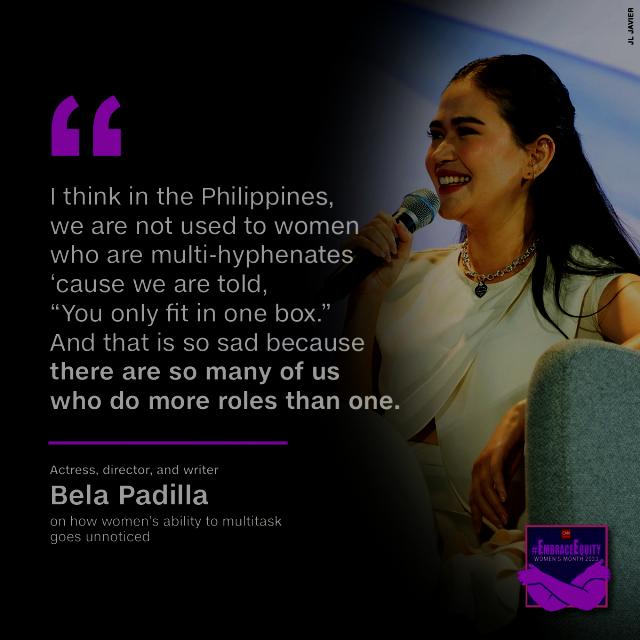 JL JAVIER
I think in the Philippines,
we are not used to women
who are multi-hyphenates
‘cause we are told,
“You only fit in one box.”
And that is so sad because
there are so many of us
who do more roles than one.
Actress, director, and writer
Bela Padilla
on how women's ability to multitask
goes unnoticed
CNN
#EMBRACEEQUITY
WOMEN'S MONTH 2023